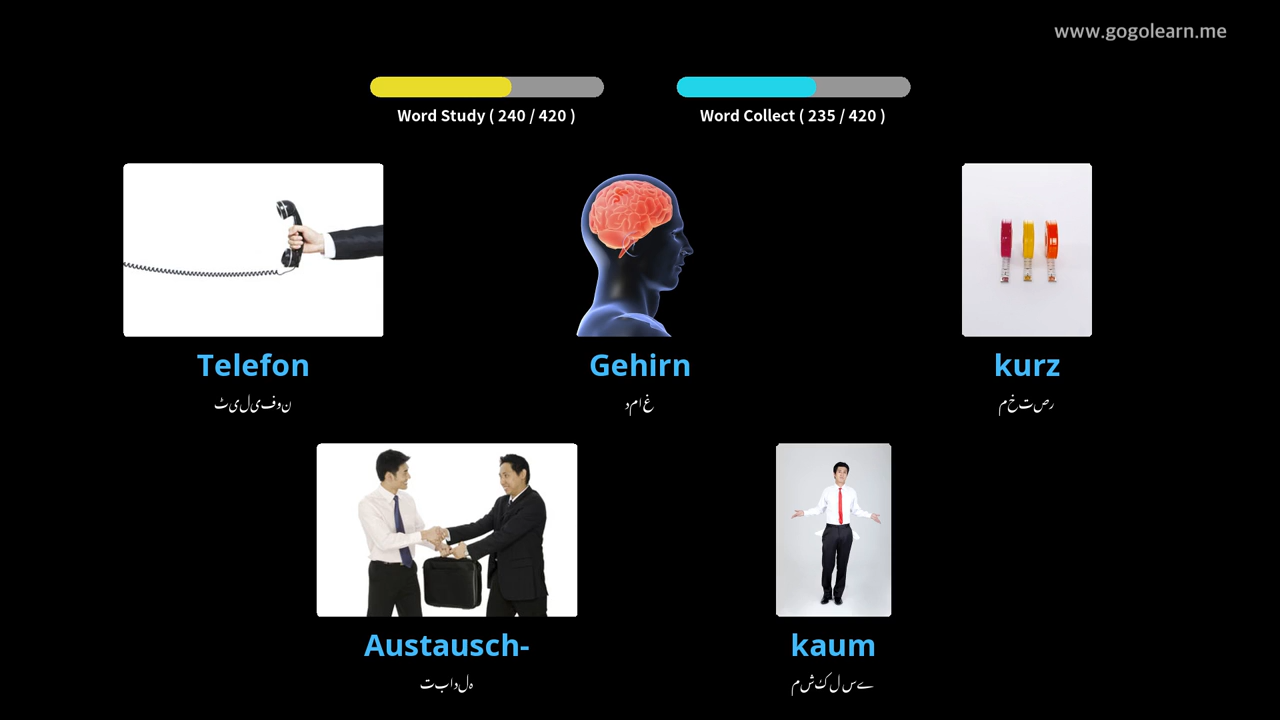 www.gogolearn.me
Word Study ( 240 / 420 )
Word Collect ( 235 / 420 )
Telefon
ٹیلیفون
Gehirn
دماغ
kurz
مختصر
Austausch-
تبادلہ
kaum
مشکل سے